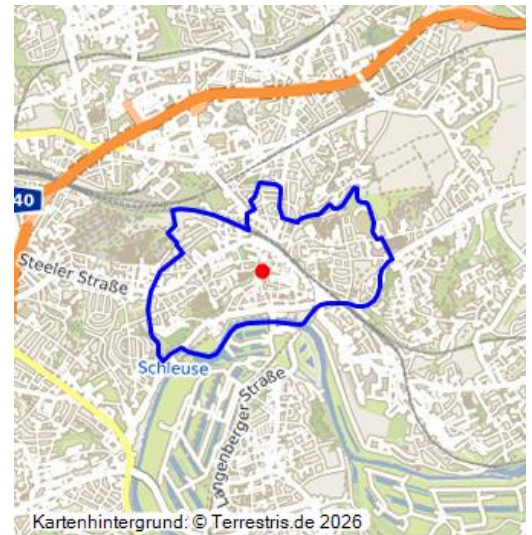 40
Steeler Straße
Schleuse
Langenberger Straße
Kartenhintergrund: © Terrestris.de 2026